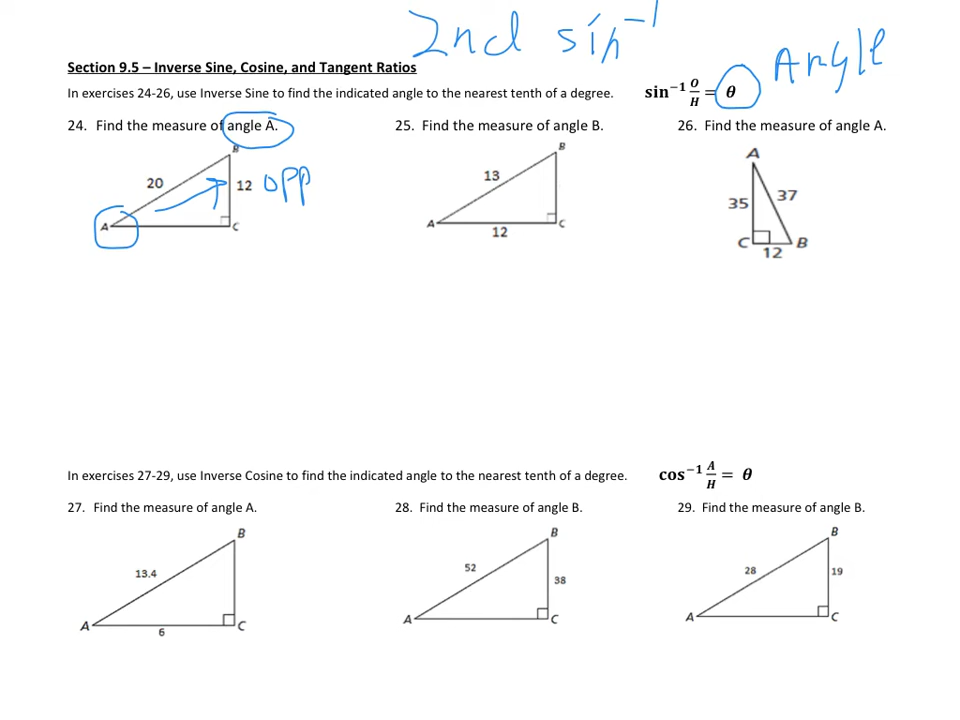 2nd sin⁻¹
Section 9.5 – Inverse Sine, Cosine, and Tangent Ratios
Angle
In exercises 24-26, use Inverse Sine to find the indicated angle to the nearest tenth of a degree. sin⁻¹ O/H = θ
24. Find the measure of angle A. 25. Find the measure of angle B. 26. Find the measure of angle A.
B
20
12 opp
A
C
B
13
A
C
12
A
35
37
C
B
12
In exercises 27-29, use Inverse Cosine to find the indicated angle to the nearest tenth of a degree. cos⁻¹ A/H = θ
27. Find the measure of angle A. 28. Find the measure of angle B. 29. Find the measure of angle B.
B
13.4
A
C
6
B
52
38
A
C
B
28
19
A
C